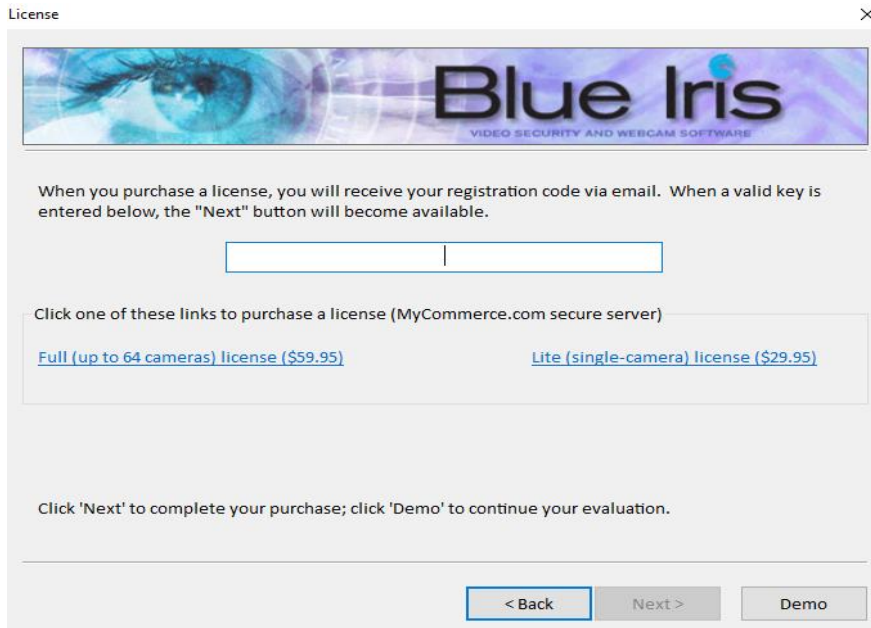 License
Blue Iris
VIDEO SECURITY AND WEBCAM SOFTWARE
When you purchase a license, you will receive your registration code via email.  When a valid key is
entered below, the "Next" button will become available.
Click one of these links to purchase a license (MyCommerce.com secure server)
Full (up to 64 cameras) license ($59.95)
Lite (single-camera) license ($29.95)
Click 'Next' to complete your purchase; click 'Demo' to continue your evaluation.
< Back
Next >
Demo